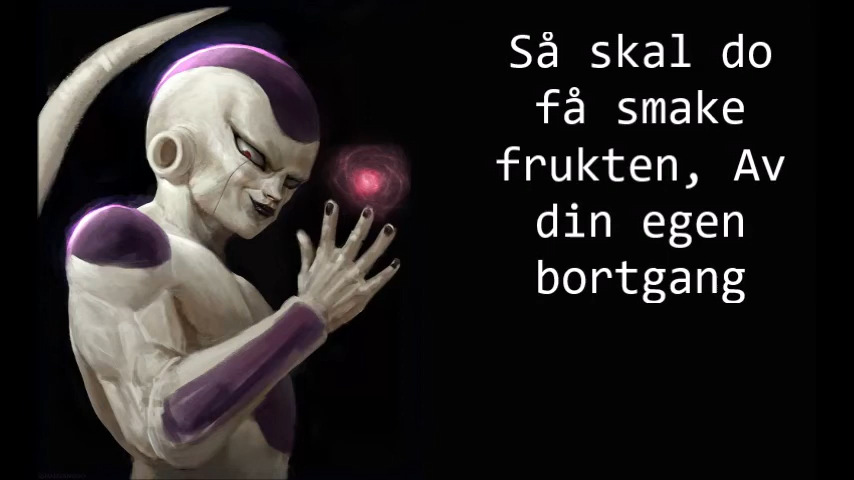 Så skal do
få smake
frukten, Av
din egen
bortgang